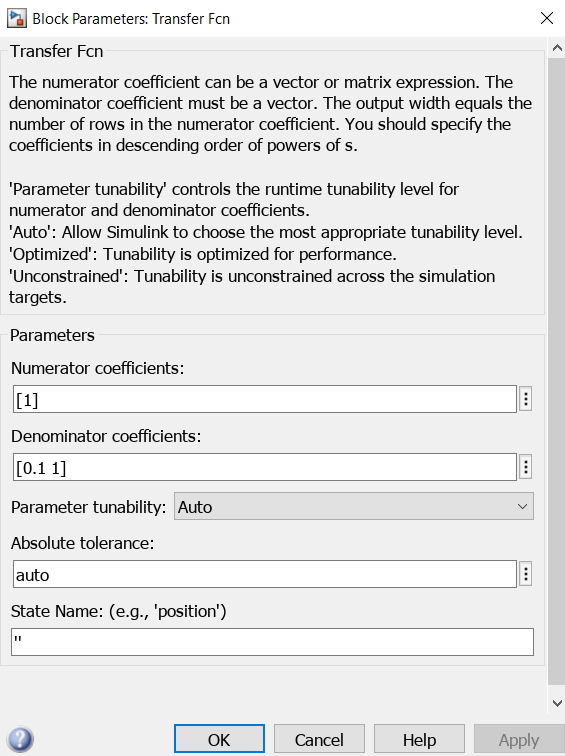 Block Parameters: Transfer Fcn
Transfer Fcn
The numerator coefficient can be a vector or matrix expression. The
denominator coefficient must be a vector. The output width equals the
number of rows in the numerator coefficient. You should specify the
coefficients in descending order of powers of s.
'Parameter tunability' controls the runtime tunability level for
numerator and denominator coefficients.
'Auto': Allow Simulink to choose the most appropriate tunability level.
'Optimized': Tunability is optimized for performance.
'Unconstrained': Tunability is unconstrained across the simulation
targets.
Parameters
Numerator coefficients:
[1]
Denominator coefficients:
[0.1 1]
Parameter tunability: Auto
Absolute tolerance:
auto
State Name: (e.g., 'position')
''
? OK Cancel Help Apply